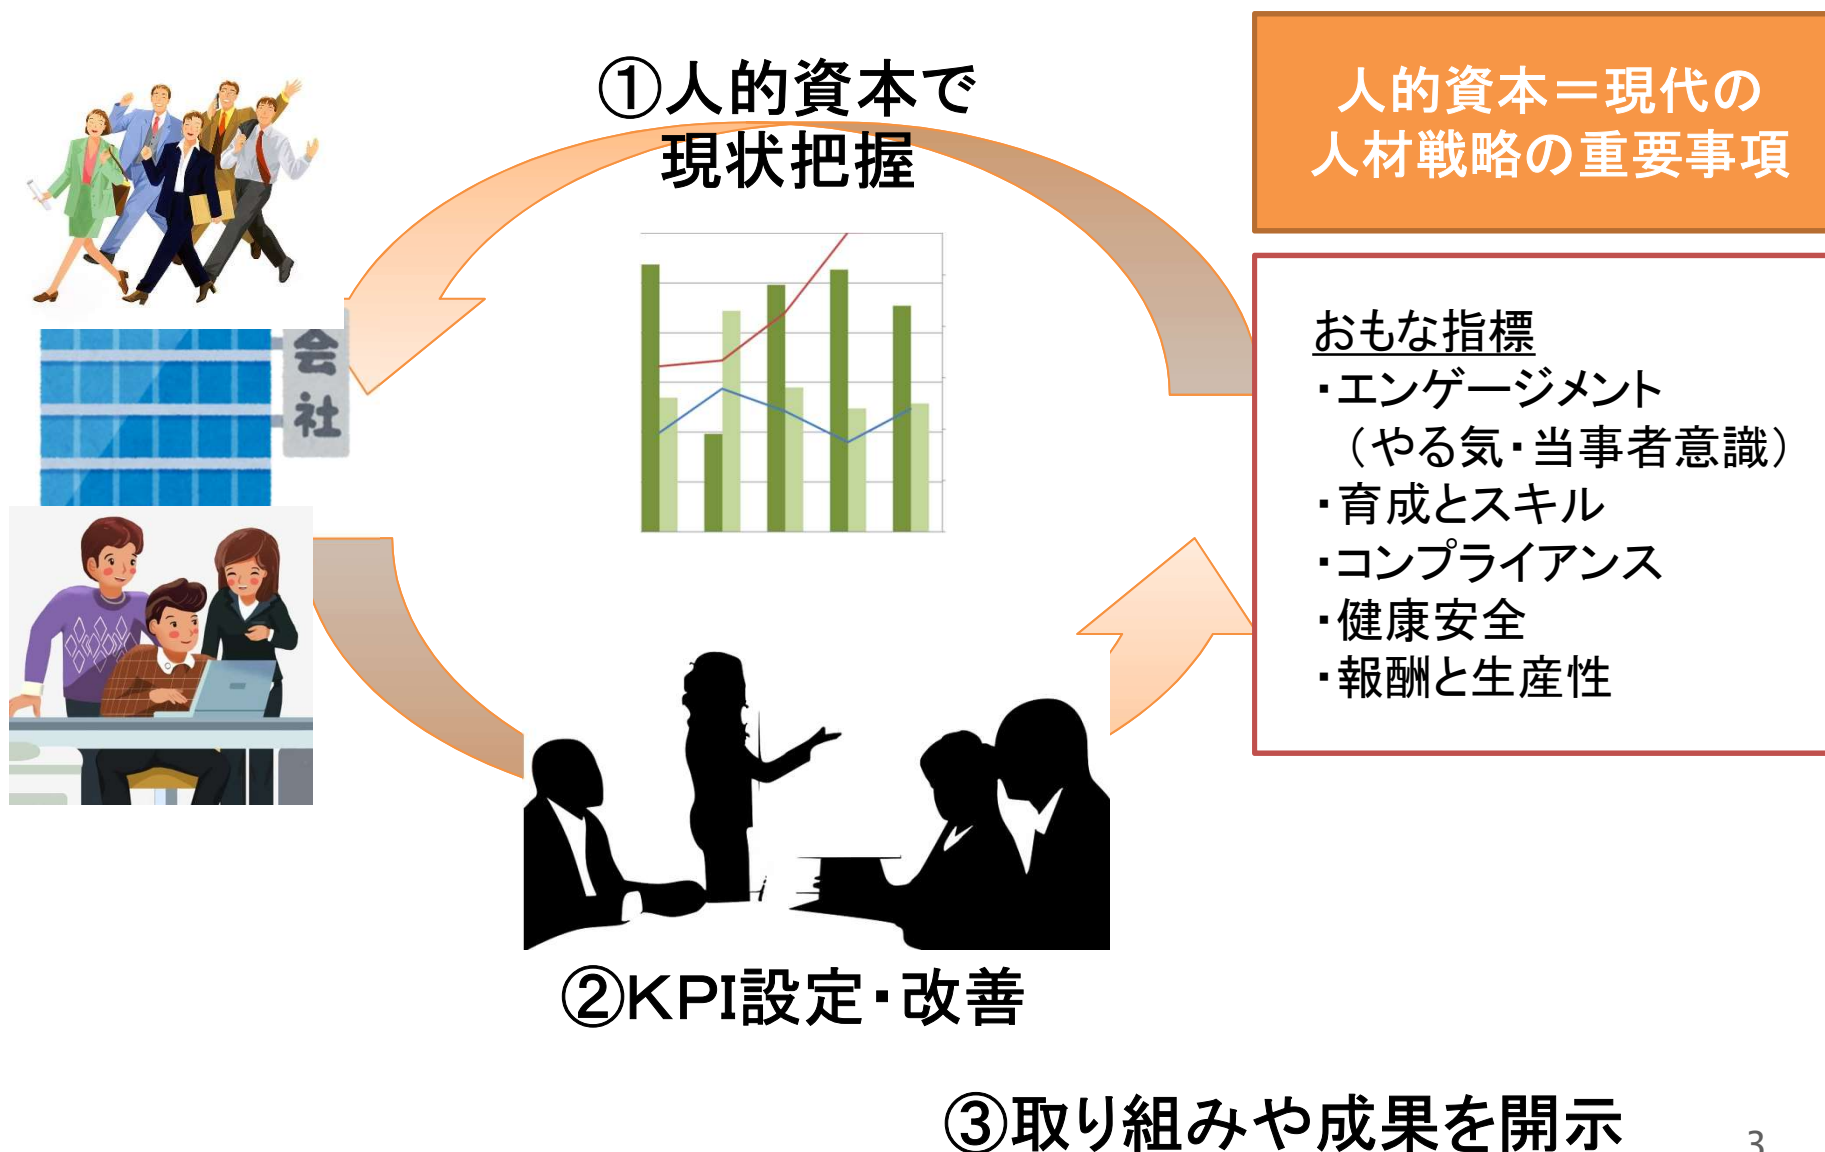 ①人的資本で
現状把握
人的資本＝現代の
人材戦略の重要事項
会
社
おもな指標
・エンゲージメント
（やる気・当事者意識）
・育成とスキル
・コンプライアンス
・健康安全
・報酬と生産性
②KPI設定・改善
③取り組みや成果を開示
3